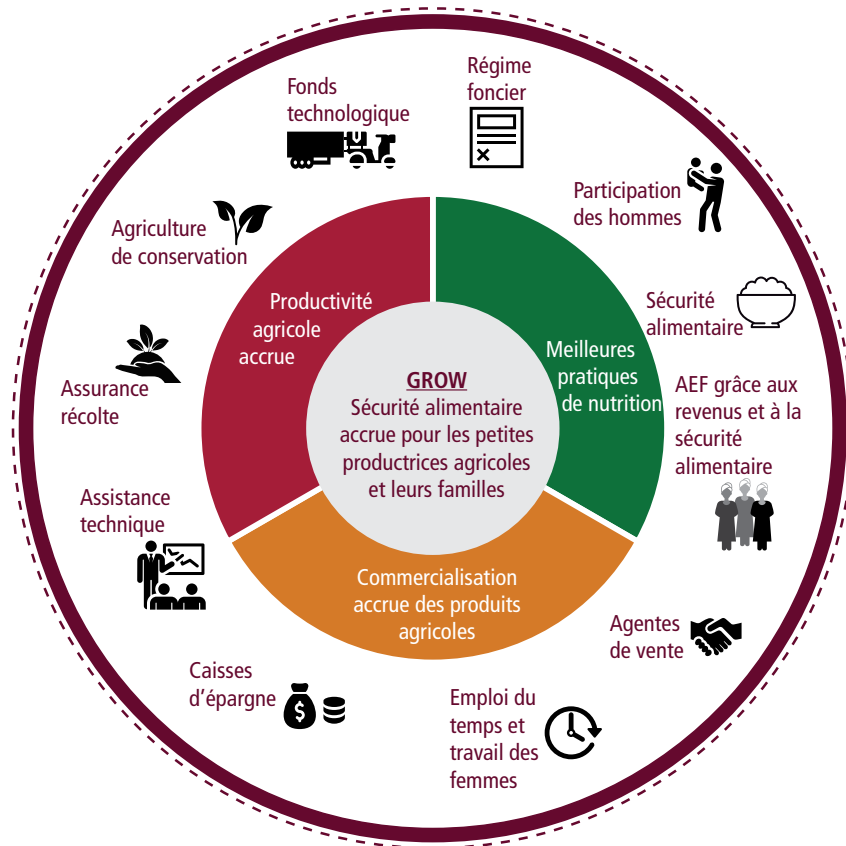 Fonds
technologique
Régime
foncier
Participation
des hommes
Sécurité
alimentaire
AEF grâce aux
revenus et à la
sécurité
alimentaire
Agentes
de vente
Emploi du
temps et
travail des
femmes
Caisses
d’épargne
$
Assistance
technique
Assurance
récolte
Agriculture
de conservation
Productivité
agricole
accrue
Meilleures
pratiques
de nutrition
Commercialisation
accrue des produits
agricoles
GROW
Sécurité alimentaire
accrue pour les petites
productrices agricoles
et leurs familles